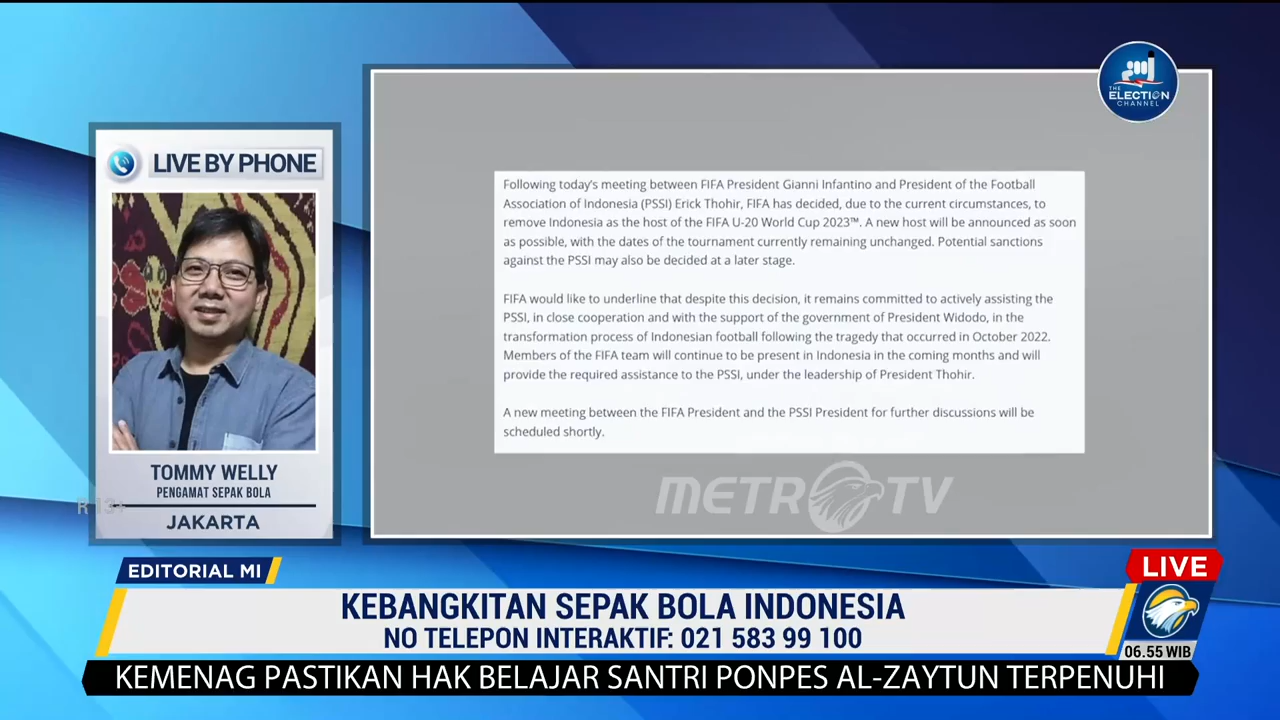 THE
ELECTION
CHANNEL
LIVE BY PHONE
TOMMY WELLY
PENGAMAT SEPAK BOLA
JAKARTA
R 13+
Following today's meeting between FIFA President Gianni Infantino and President of the Football
Association of Indonesia (PSSI) Erick Thohir, FIFA has decided, due to the current circumstances, to
remove Indonesia as the host of the FIFA U-20 World Cup 2023™. A new host will be announced as soon
as possible, with the dates of the tournament currently remaining unchanged. Potential sanctions
against the PSSI may also be decided at a later stage.
FIFA would like to underline that despite this decision, it remains committed to actively assisting the
PSSI, in close cooperation and with the support of the government of President Widodo, in the
transformation process of Indonesian football following the tragedy that occurred in October 2022.
Members of the FIFA team will continue to be present in Indonesia in the coming months and will
provide the required assistance to the PSSI, under the leadership of President Thohir.
A new meeting between the FIFA President and the PSSI President for further discussions will be
scheduled shortly.
METRO TV
EDITORIAL MI
LIVE
KEBANGKITAN SEPAK BOLA INDONESIA
NO TELEPON INTERAKTIF: 021 583 99 100
06.55 WIB
KEMENAG PASTIKAN HAK BELAJAR SANTRI PONPES AL-ZAYTUN TERPENUHI